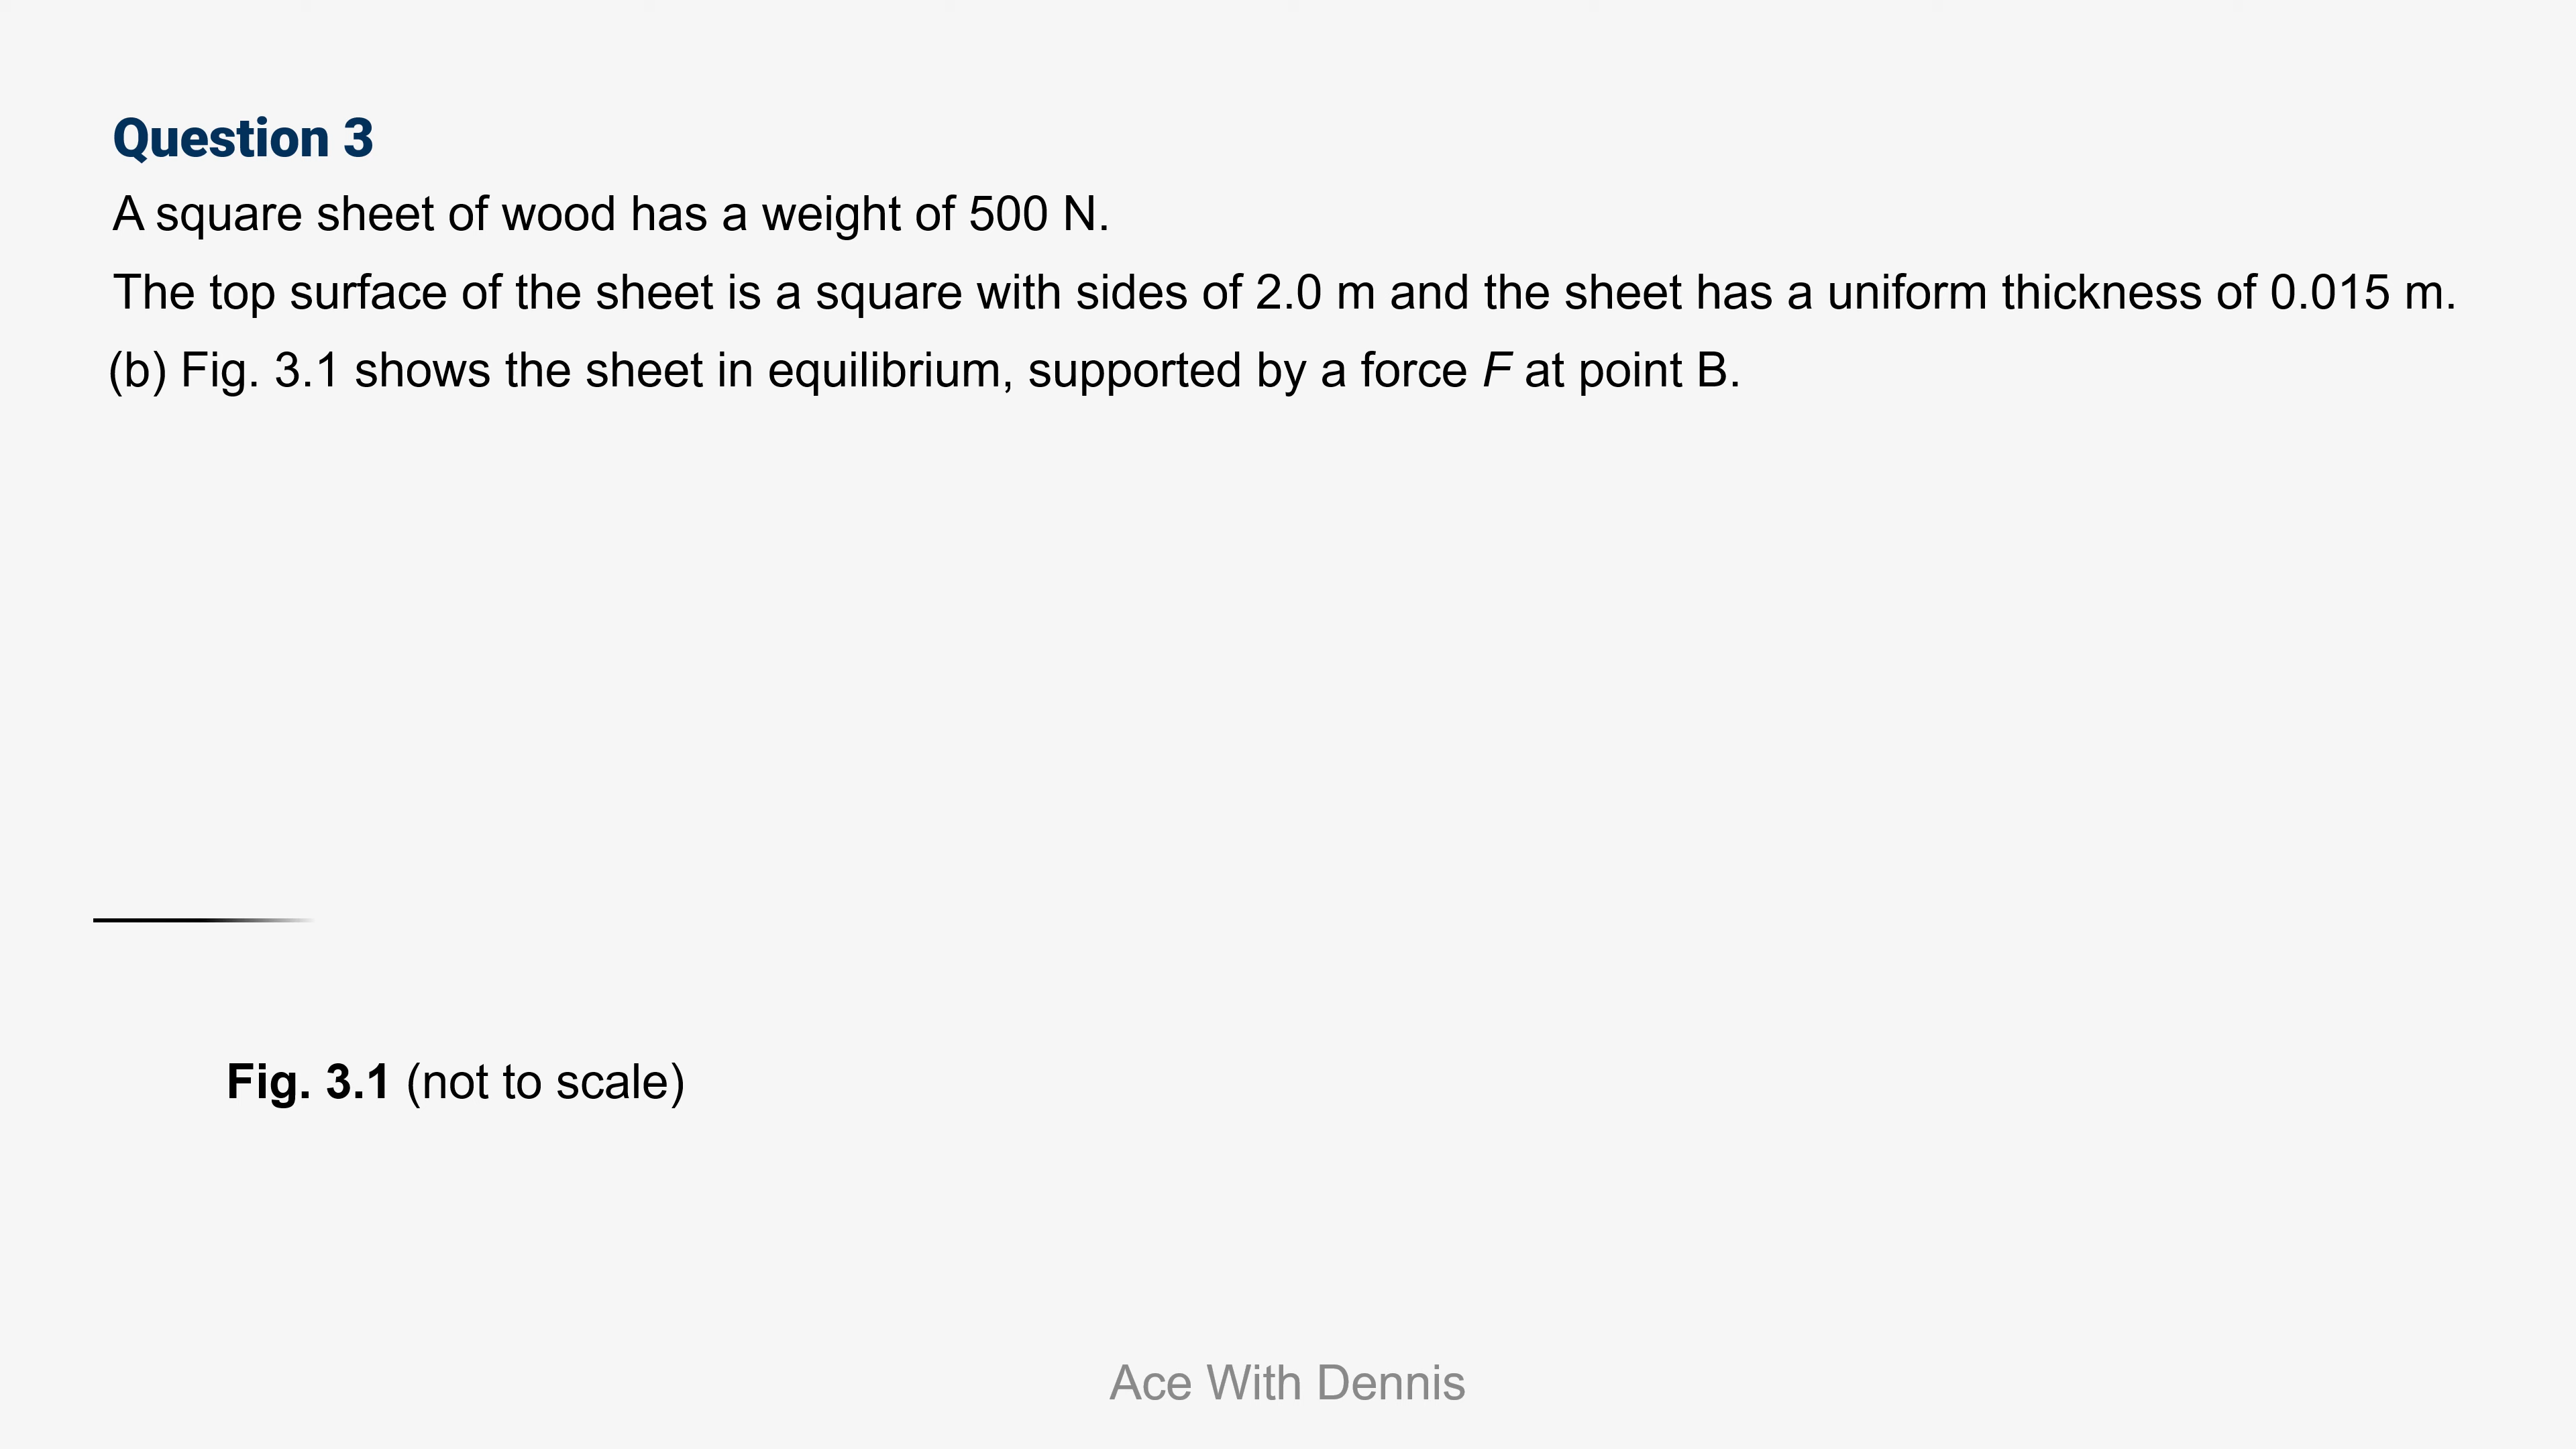 Question 3
A square sheet of wood has a weight of 500 N.
The top surface of the sheet is a square with sides of 2.0 m and the sheet has a uniform thickness of 0.015 m.
(b) Fig. 3.1 shows the sheet in equilibrium, supported by a force F at point B.
Fig. 3.1 (not to scale)
Ace With Dennis